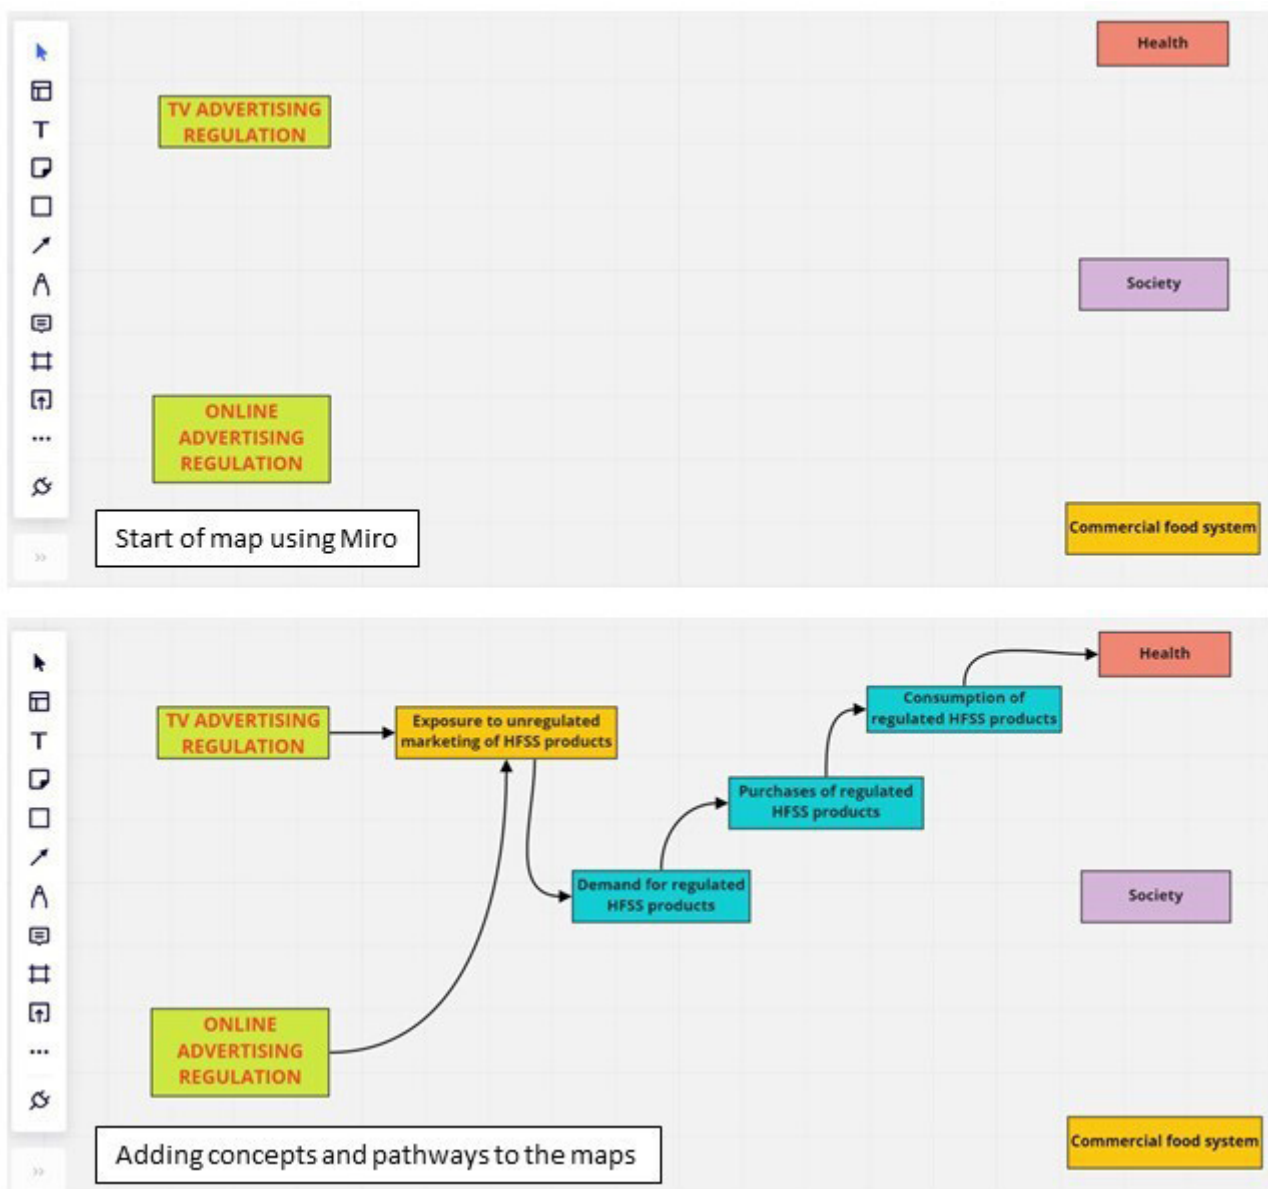 Health
TV ADVERTISING
REGULATION
Society
ONLINE
ADVERTISING
REGULATION
Commercial food system
Start of map using Miro
Health
Consumption of
regulated HFSS products
TV ADVERTISING
REGULATION
Exposure to unregulated
marketing of HFSS products
Purchases of regulated
HFSS products
Demand for regulated
HFSS products
Society
ONLINE
ADVERTISING
REGULATION
Commercial food system
Adding concepts and pathways to the maps